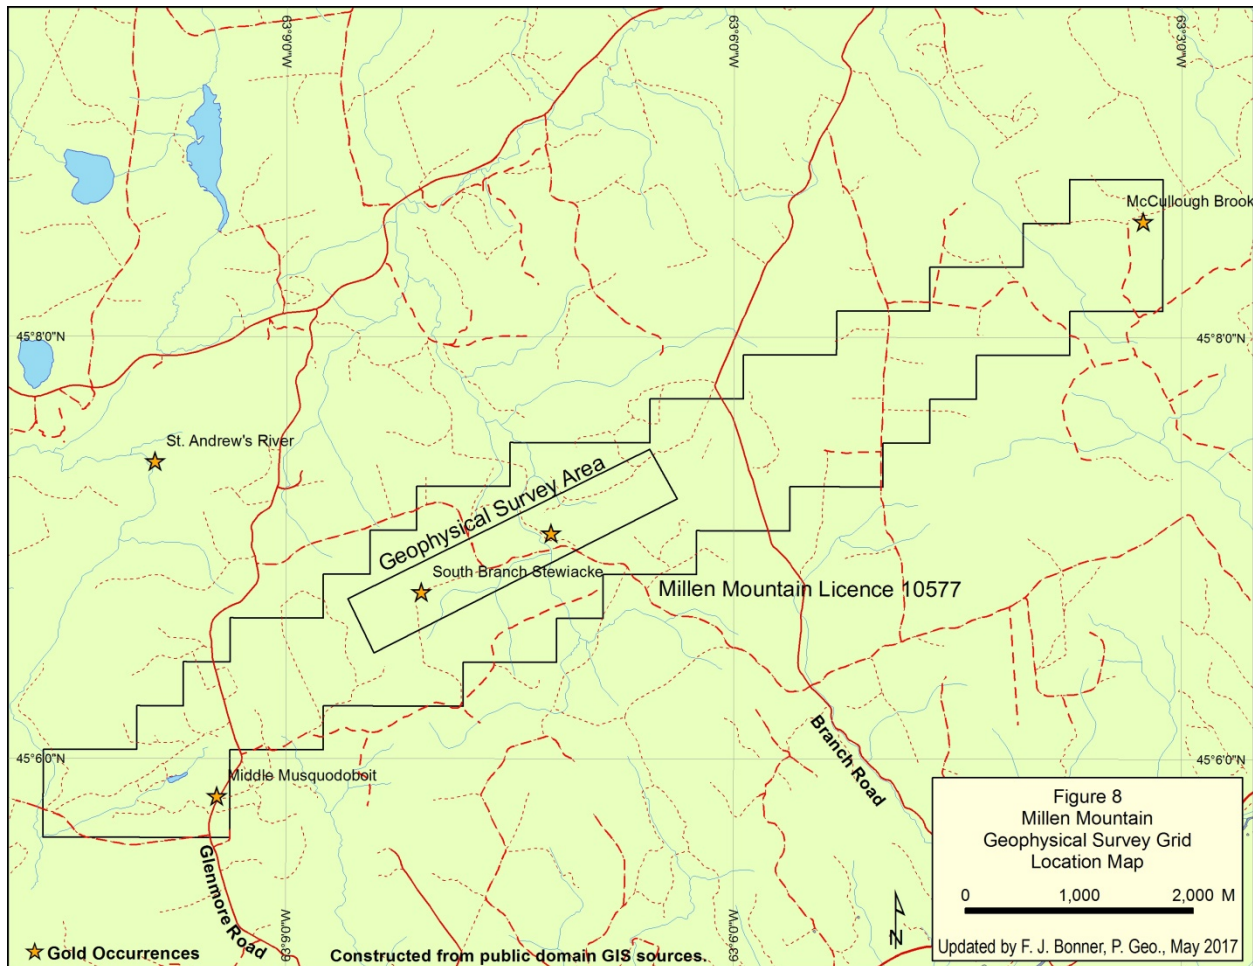 63°9'0"W
63°6'0"W
63°3'0"W
McCullough Brook
45°8'0"N
45°8'0"N
St. Andrew's River
Geophysical Survey Area
South Branch Stewiacke
Millen Mountain Licence 10577
Branch Road
45°6'0"N
45°6'0"N
Middle Musquodoboit
Glenmore Road
Figure 8
Millen Mountain
Geophysical Survey Grid
Location Map
0 1,000 2,000 M
N
Updated by F. J. Bonner, P. Geo., May 2017
63°9'0"W
63°6'0"W
63°3'0"W
Gold Occurrences
Constructed from public domain GIS sources.